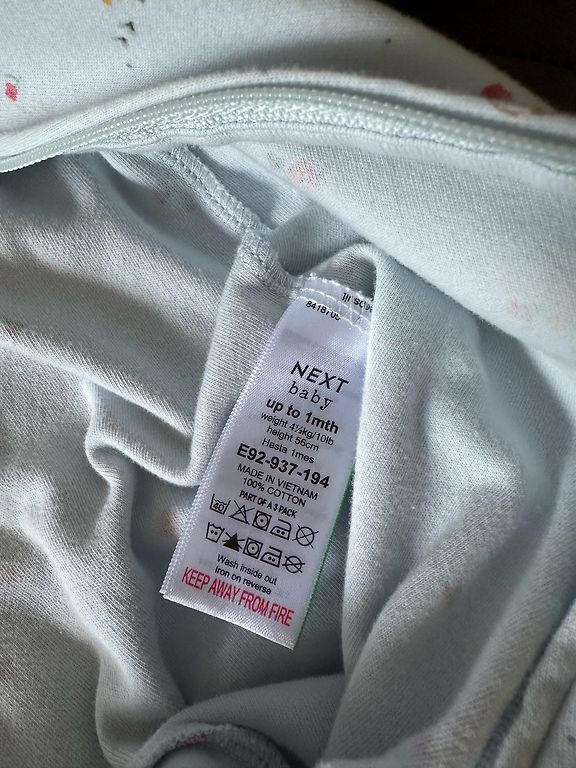 NEXT
baby
up to 1mth
weight 4½kg/10lb
height 56cm
Hasta 1mes
E92-937-194
MADE IN VIETNAM
100% COTTON
PART OF A 3 PACK
40
Wash inside out
Iron on reverse
KEEP AWAY FROM FIRE